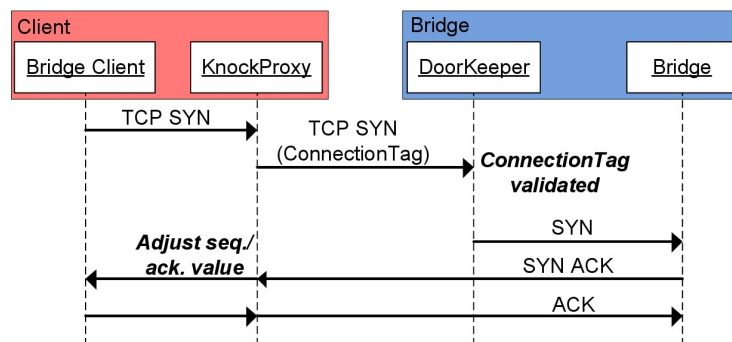 Client
Bridge
Bridge Client
KnockProxy
DoorKeeper
Bridge
TCP SYN
TCP SYN
(ConnectionTag)
ConnectionTag
validated
SYN
Adjust seq./
ack. value
SYN ACK
ACK